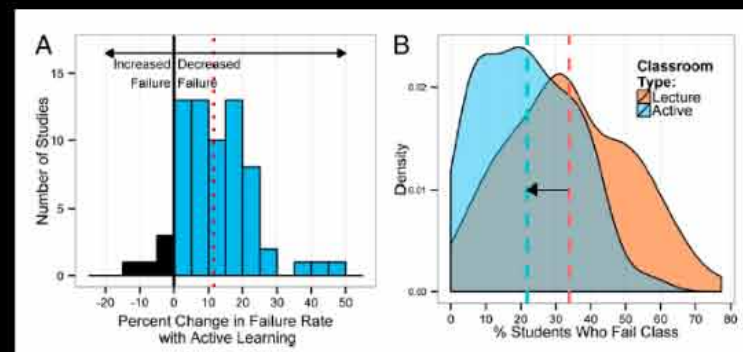 A
Increased Decreased
Failure Failure
Number of Studies
15
10
5
0
-20 -10 0 10 20 30 40 50
Percent Change in Failure Rate
with Active Learning
B
Classroom
Type:
Lecture
Active
Density
0.02
0.01
0.00
0 10 20 30 40 50 60 70 80
% Students Who Fail Class